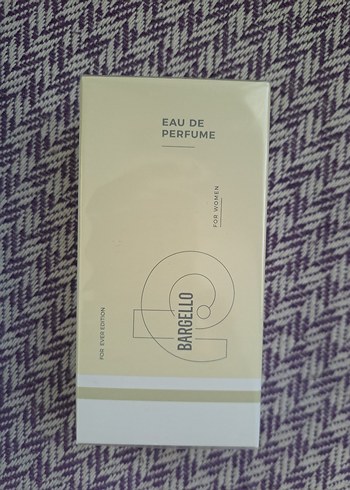 EAU DE
PERFUME
FOR WOMEN
BARGELLO
FOR EVER EDITION